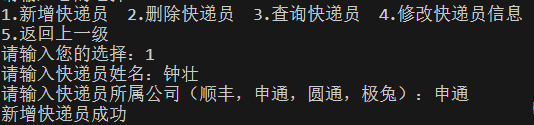 1.新增快递员  2.删除快递员  3.查询快递员  4.修改快递员信息
5.返回上一级
请输入您的选择：1
请输入快递员姓名：钟壮
请输入快递员所属公司（顺丰，申通，圆通，极兔）：申通
新增快递员成功